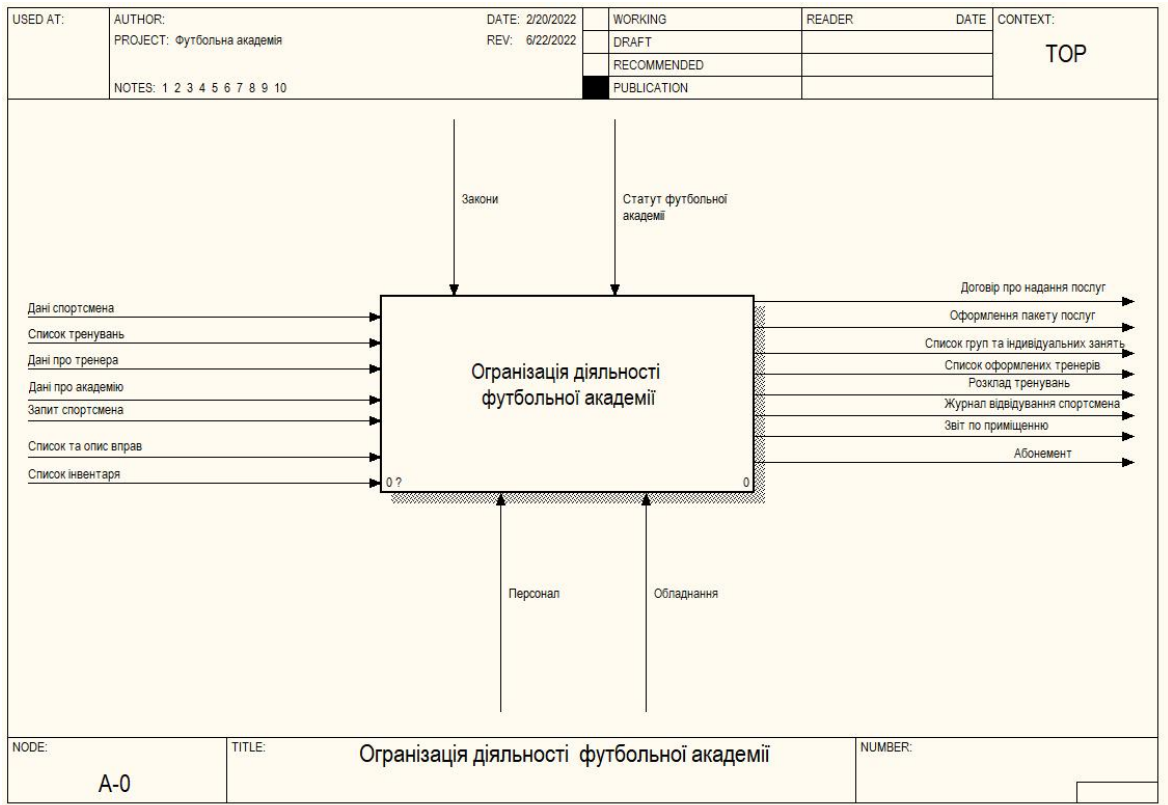 USED AT:
AUTHOR:
DATE: 2/20/2022
PROJECT: Футбольна академія
REV: 6/22/2022
NOTES: 1 2 3 4 5 6 7 8 9 10
WORKING
DRAFT
RECOMMENDED
PUBLICATION
READER
DATE
CONTEXT:
TOP
Закони
Статут футбольної
академії
Дані спортсмена
Список тренувань
Дані про тренера
Дані про академію
Запит спортсмена
Список та опис вправ
Список інвентаря
Огранізація діяльності
футбольної академії
0 ?
0
Договір про надання послуг
Оформлення пакету послуг
Список груп та індивідуальних занять
Список оформлених тренерів
Розклад тренувань
Журнал відвідування спортсмена
Звіт по приміщенню
Абонемент
Персонал
Обладнання
NODE:
A-0
TITLE:
Огранізація діяльності футбольної академії
NUMBER: